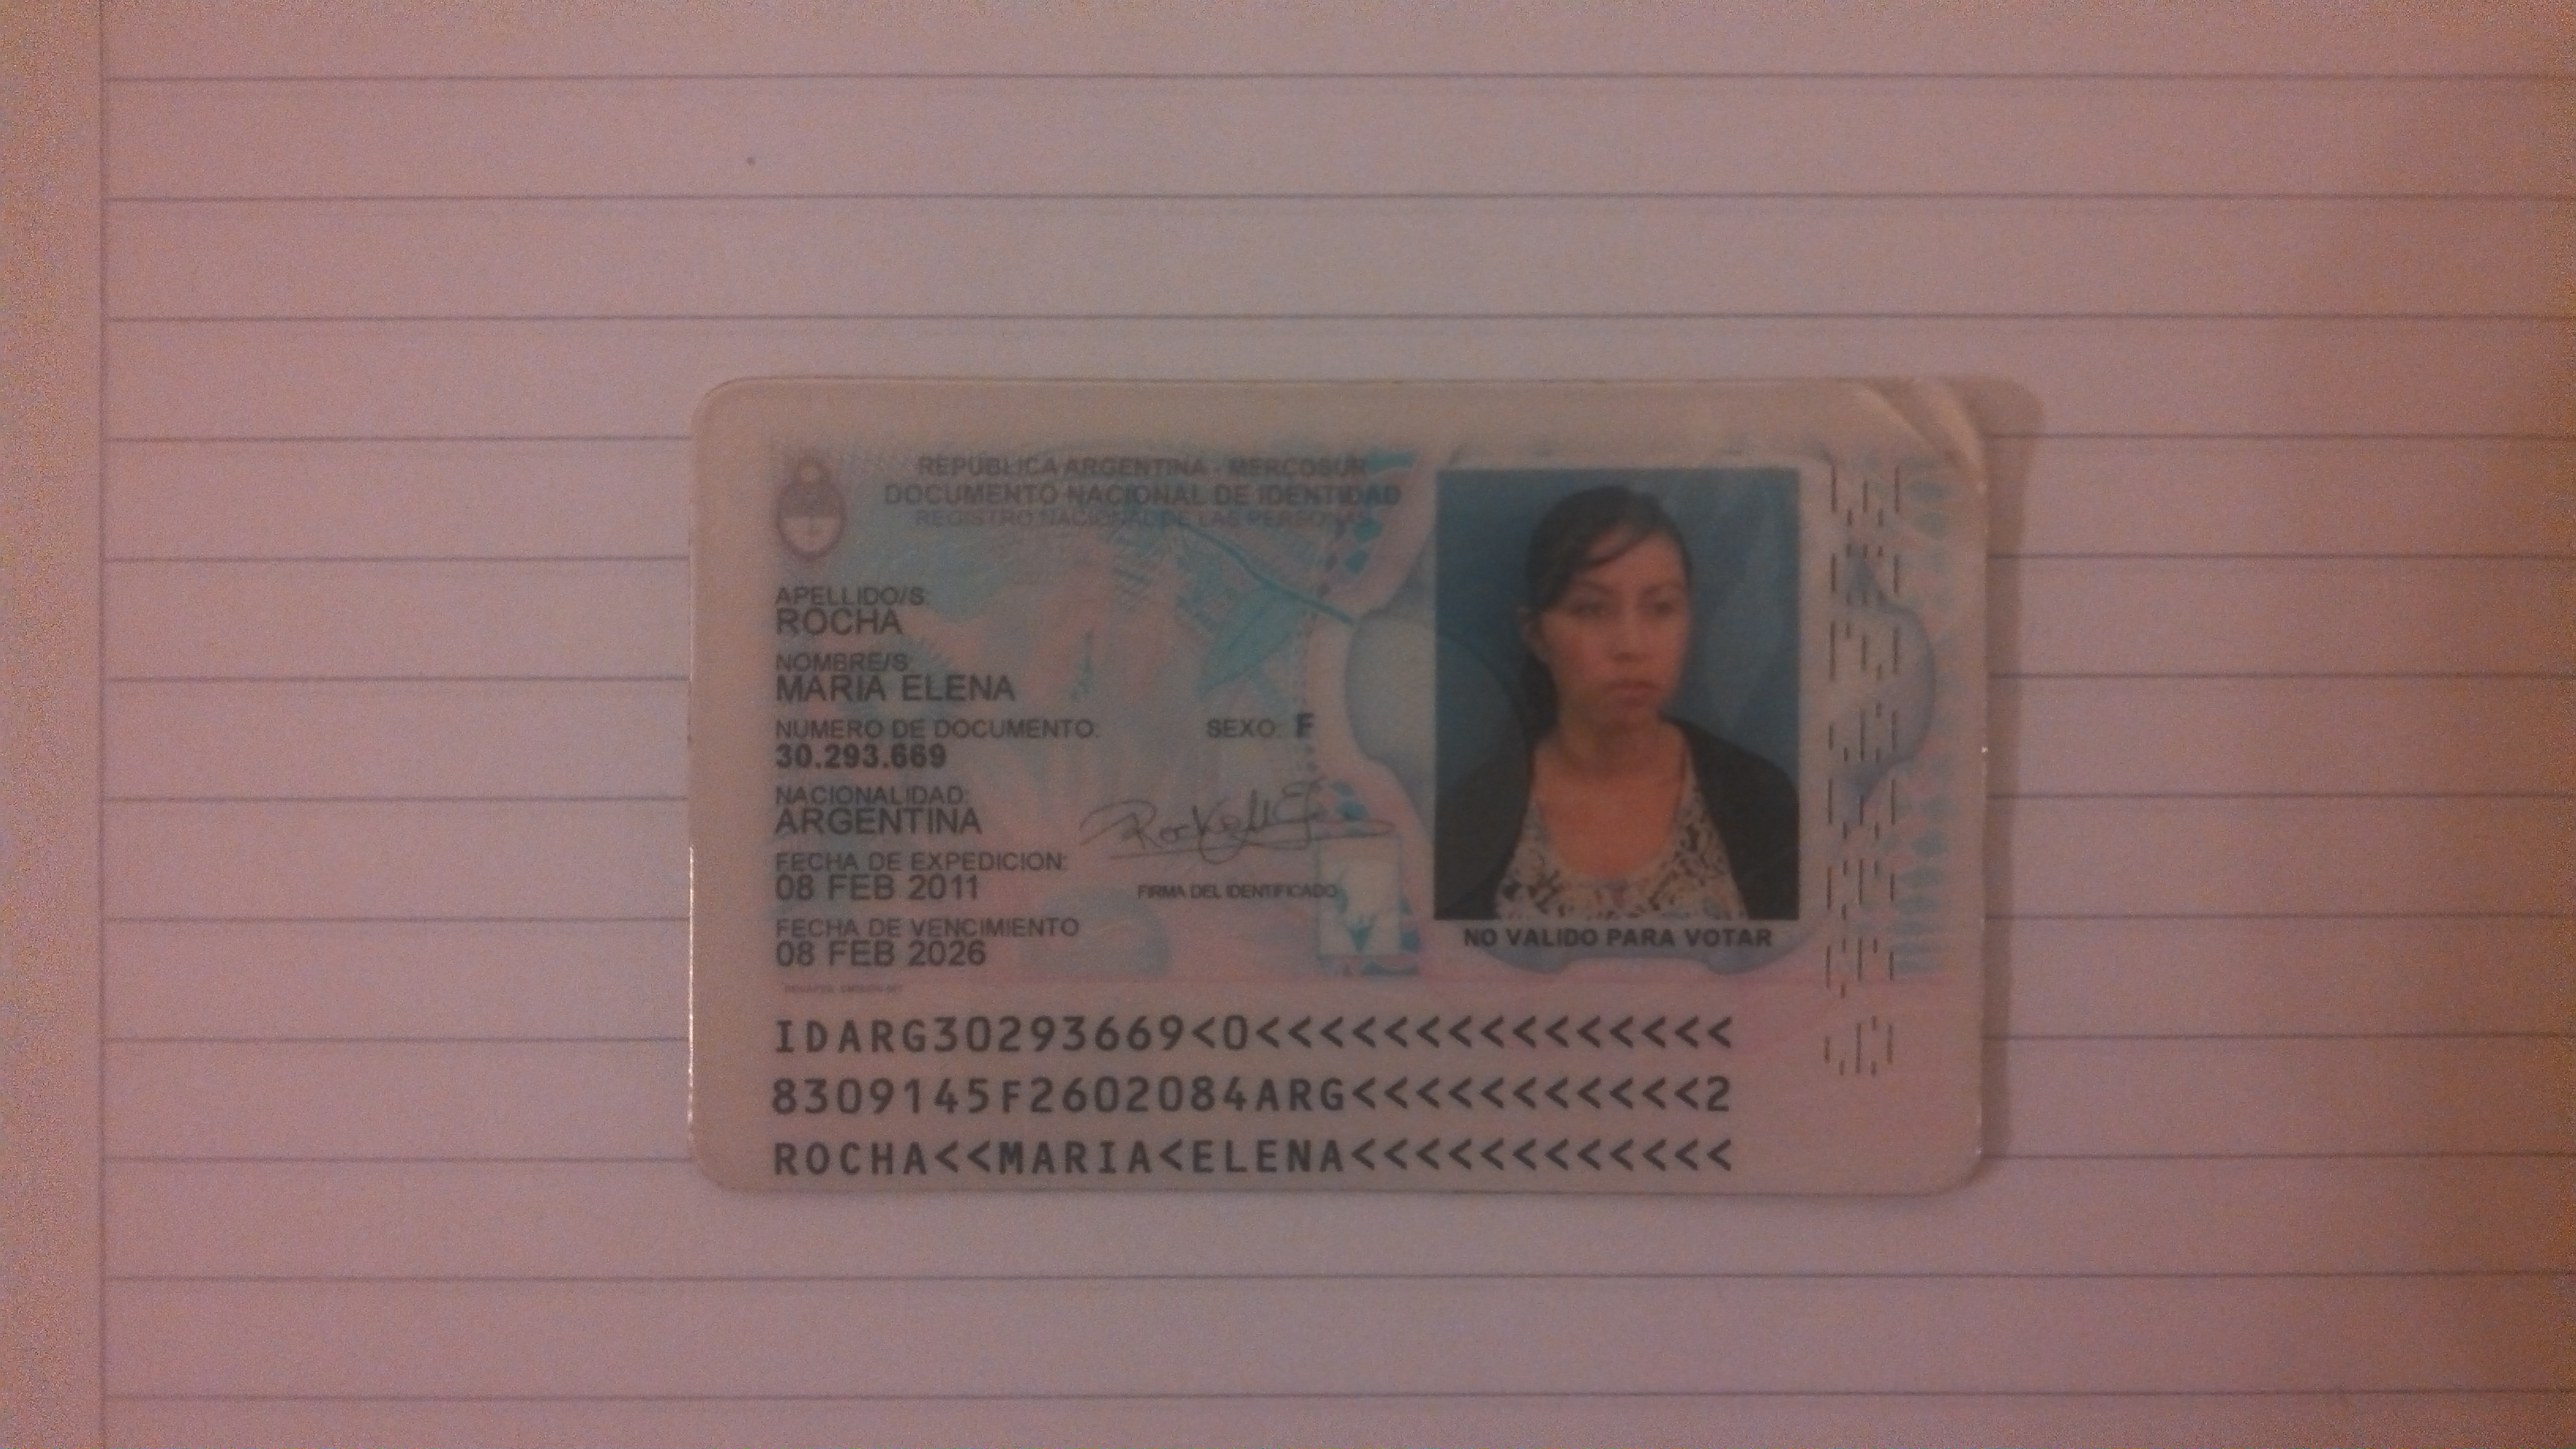 REPUBLICA ARGENTINA - MERCOSUR
DOCUMENTO NACIONAL DE IDENTIDAD
REGISTRO NACIONAL DE LAS PERSONAS
APELLIDO/S
ROCHA
NOMBRE/S
MARIA ELENA
NUMERO DE DOCUMENTO: SEXO: F
30.293.669
NACIONALIDAD:
ARGENTINA
FECHA DE EXPEDICION:
08 FEB 2011
FECHA DE VENCIMIENTO
08 FEB 2026
FIRMA DEL IDENTIFICADO
NO VALIDO PARA VOTAR
IDARG30293669<0<<<<<<<<<<<<<<<
8309145F2602084ARG<<<<<<<<<<<2
ROCHA<<MARIA<ELENA<<<<<<<<<<<<